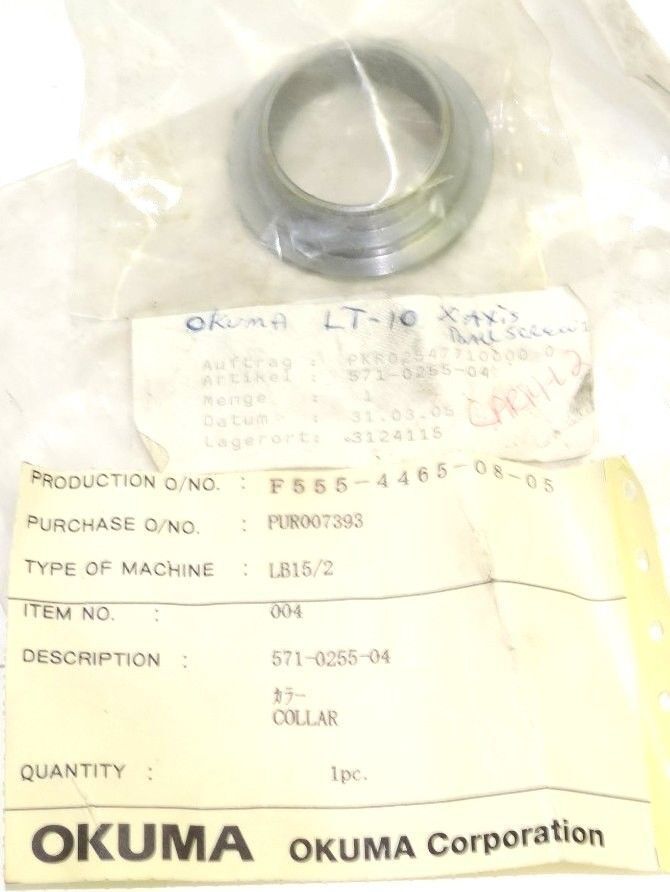 OKUMA LT-10 X AXIS
BALL SCREW
Auftrag : PKR02547710000 0
Artikel : 571-0255-04
Menge : 1
Datum : 31.03.05
Lagerort: 3124115
PRODUCTION O/NO. : F555-4465-08-05
PURCHASE O/NO. : PUR007393
TYPE OF MACHINE : LB15/2
ITEM NO. : 004
DESCRIPTION : 571-0255-04
カラー
COLLAR
QUANTITY : 1pc.
OKUMA OKUMA Corporation